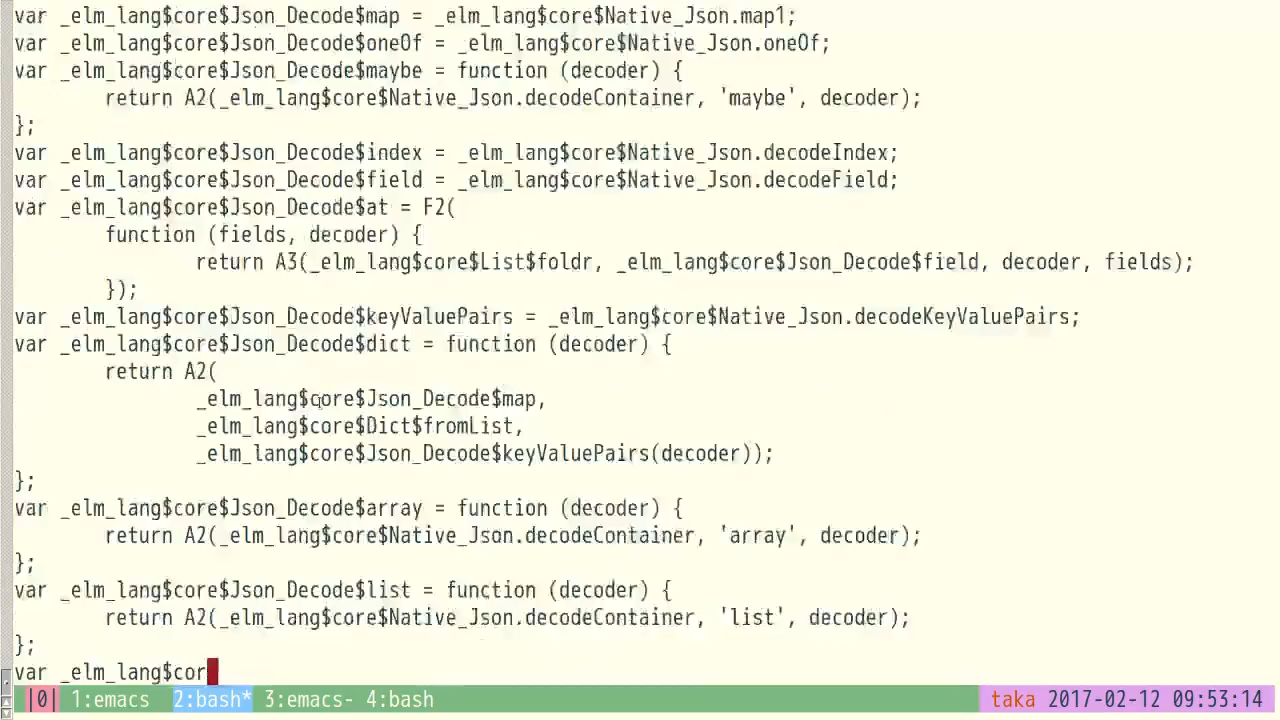 var _elm_lang$core$Json_Decode$map = _elm_lang$core$Native_Json.map1;
var _elm_lang$core$Json_Decode$oneOf = _elm_lang$core$Native_Json.oneOf;
var _elm_lang$core$Json_Decode$maybe = function (decoder) {
        return A2(_elm_lang$core$Native_Json.decodeContainer, 'maybe', decoder);
};
var _elm_lang$core$Json_Decode$index = _elm_lang$core$Native_Json.decodeIndex;
var _elm_lang$core$Json_Decode$field = _elm_lang$core$Native_Json.decodeField;
var _elm_lang$core$Json_Decode$at = F2(
        function (fields, decoder) {
                return A3(_elm_lang$core$List$foldr, _elm_lang$core$Json_Decode$field, decoder, fields);
        });
var _elm_lang$core$Json_Decode$keyValuePairs = _elm_lang$core$Native_Json.decodeKeyValuePairs;
var _elm_lang$core$Json_Decode$dict = function (decoder) {
        return A2(
                _elm_lang$core$Json_Decode$map,
                _elm_lang$core$Dict$fromList,
                _elm_lang$core$Json_Decode$keyValuePairs(decoder));
};
var _elm_lang$core$Json_Decode$array = function (decoder) {
        return A2(_elm_lang$core$Native_Json.decodeContainer, 'array', decoder);
};
var _elm_lang$core$Json_Decode$list = function (decoder) {
        return A2(_elm_lang$core$Native_Json.decodeContainer, 'list', decoder);
};
var _elm_lang$cor
|0| 1:emacs  2:bash* 3:emacs- 4:bash taka 2017-02-12 09:53:14